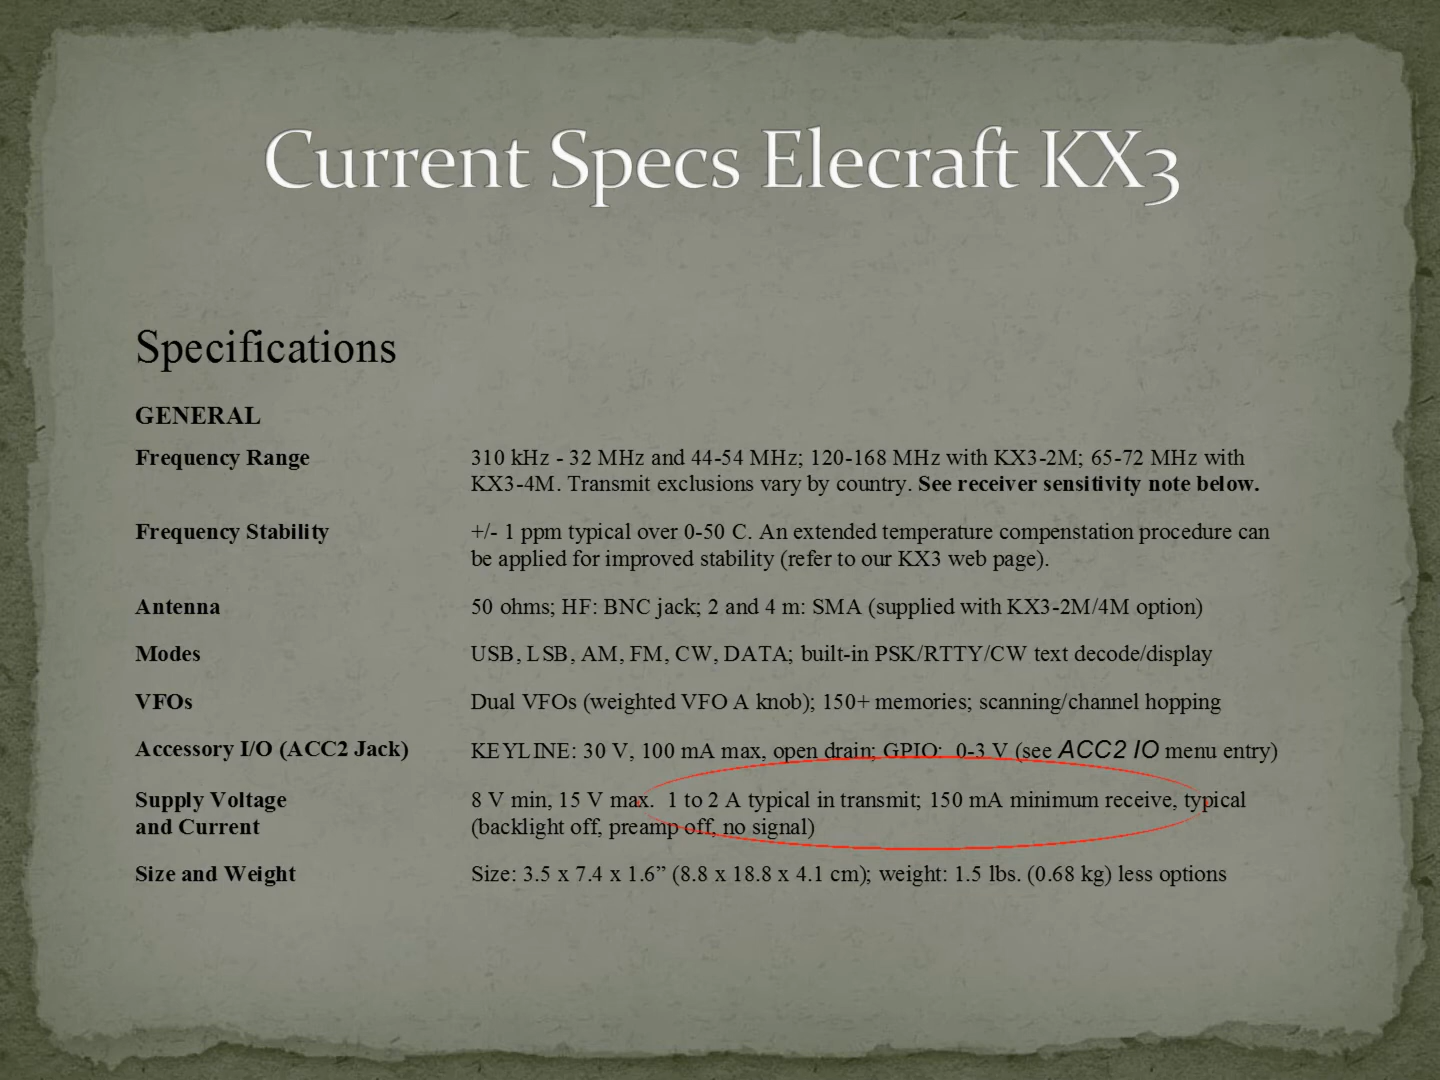 Current Specs Elecraft KX3
Specifications
GENERAL
Frequency Range 310 kHz - 32 MHz and 44-54 MHz; 120-168 MHz with KX3-2M; 65-72 MHz with
KX3-4M. Transmit exclusions vary by country. See receiver sensitivity note below.
Frequency Stability +/- 1 ppm typical over 0-50 C. An extended temperature compenstation procedure can
be applied for improved stability (refer to our KX3 web page).
Antenna 50 ohms; HF: BNC jack; 2 and 4 m: SMA (supplied with KX3-2M/4M option)
Modes USB, LSB, AM, FM, CW, DATA; built-in PSK/RTTY/CW text decode/display
VFOs Dual VFOs (weighted VFO A knob); 150+ memories; scanning/channel hopping
Accessory I/O (ACC2 Jack) KEYLINE: 30 V, 100 mA max, open drain; GPIO: 0-3 V (see ACC2 IO menu entry)
Supply Voltage 8 V min, 15 V max. 1 to 2 A typical in transmit; 150 mA minimum receive, typical
and Current (backlight off, preamp off, no signal)
Size and Weight Size: 3.5 x 7.4 x 1.6” (8.8 x 18.8 x 4.1 cm); weight: 1.5 lbs. (0.68 kg) less options